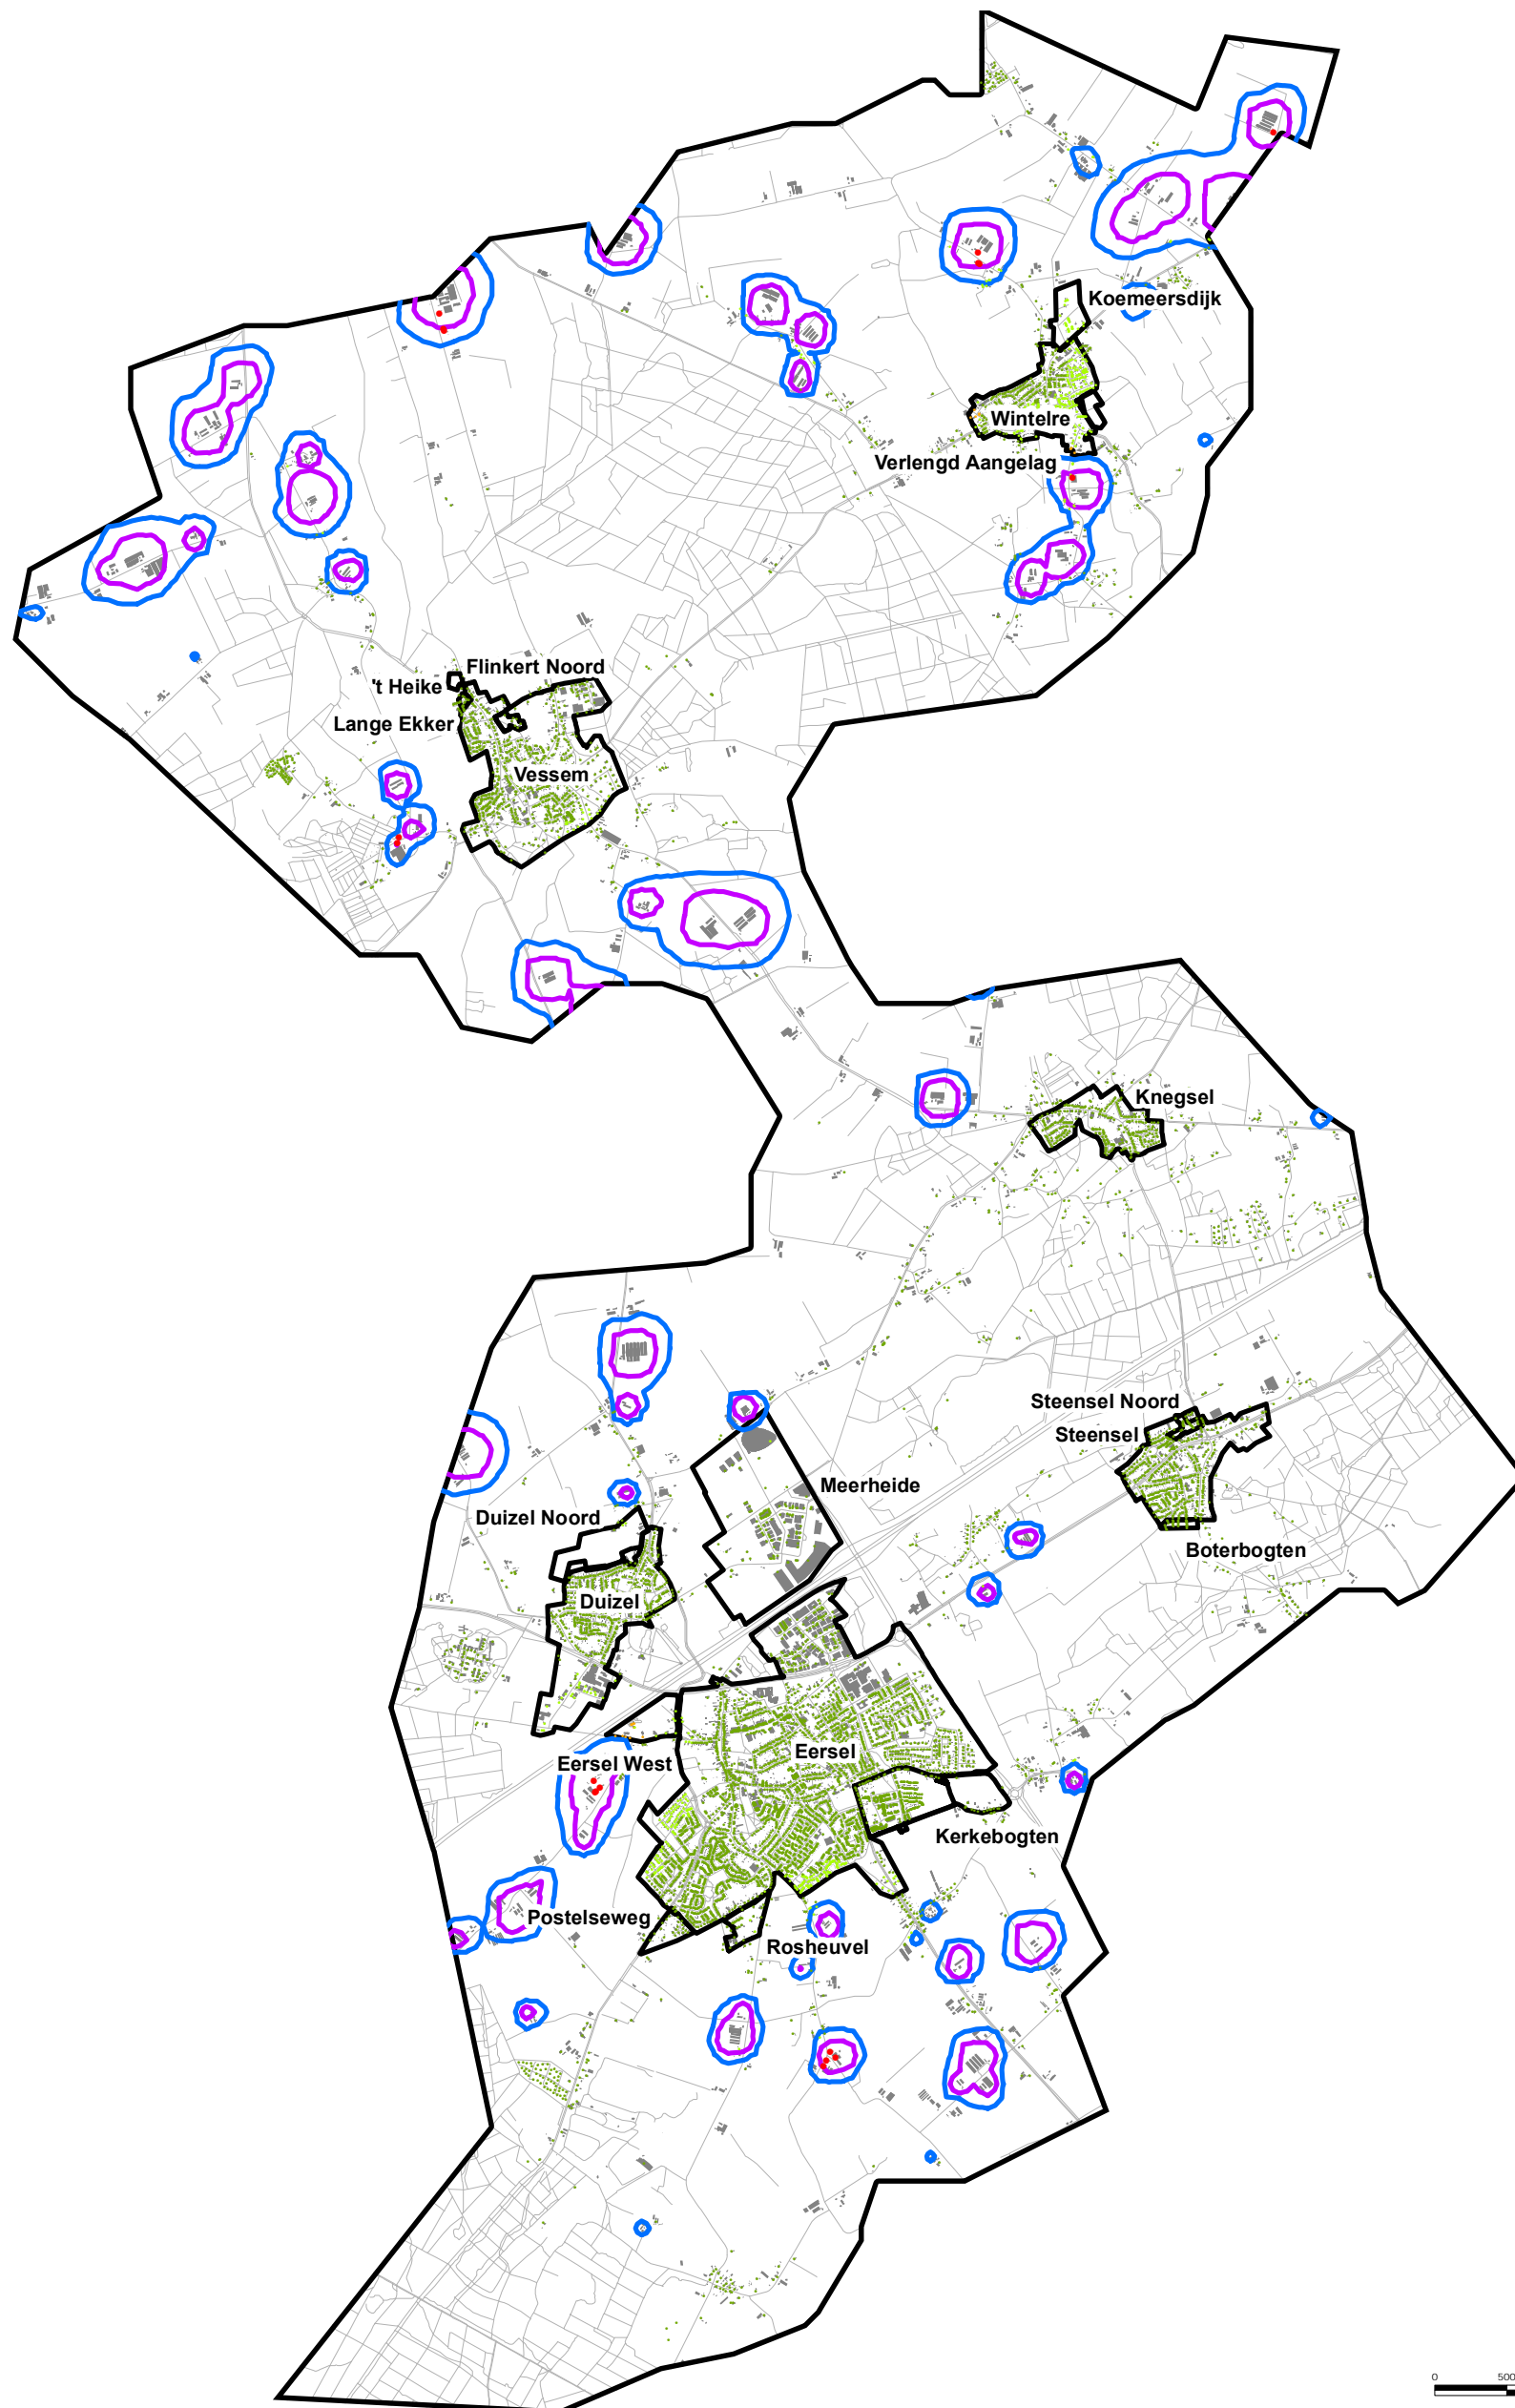 Koemeersdijk
Wintelre
Verlengd Aangelag
Flinkert Noord
't Heike
Lange Ekker
Vessem
Knegsel
Steensel Noord
Steensel
Meerheide
Duizel Noord
Boterbogten
Duizel
Eersel
Eersel West
Kerkebogten
Postelseweg
Rosheuvel
0 500